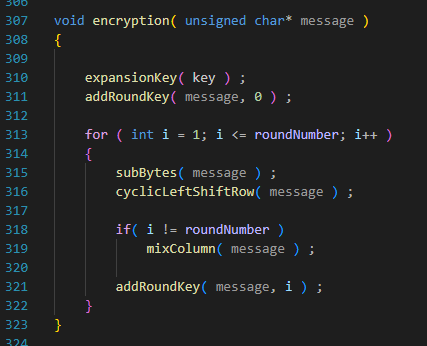 306
307 void encryption( unsigned char* message )
308 {
309
310     expansionKey( key ) ;
311     addRoundKey( message, 0 ) ;
312
313     for ( int i = 1; i <= roundNumber; i++ )
314     {
315         subBytes( message ) ;
316         cyclicLeftShiftRow( message ) ;
317
318         if( i != roundNumber )
319             mixColumn( message ) ;
320
321         addRoundKey( message, i ) ;
322     }
323 }
324